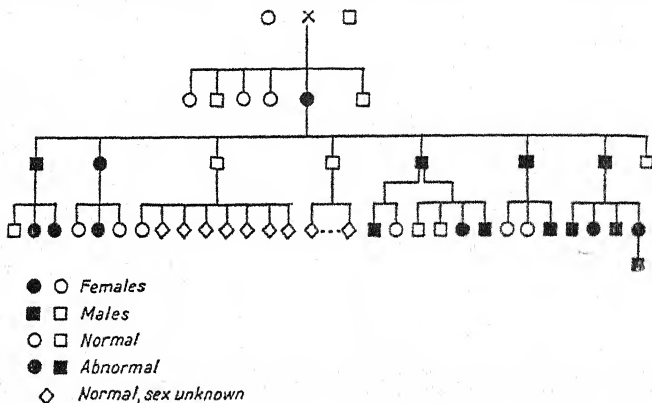 Females
Males
Normal
Abnormal
Normal, sex unknown